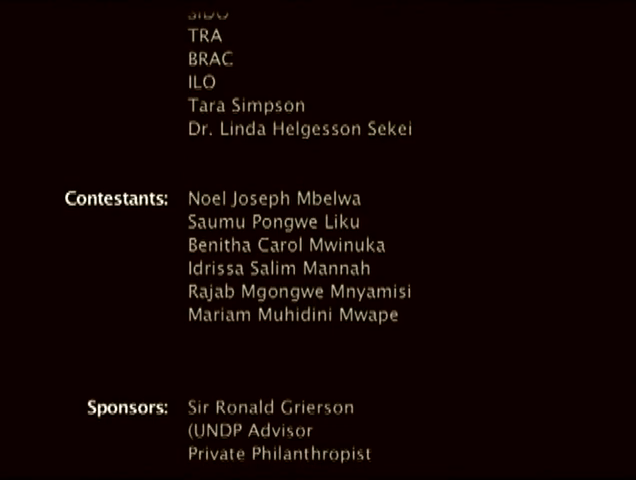 SIDO
TRA
BRAC
ILO
Tara Simpson
Dr. Linda Helgesson Sekei
Contestants: Noel Joseph Mbelwa
Saumu Pongwe Liku
Benitha Carol Mwinuka
Idrissa Salim Mannah
Rajab Mgongwe Mnyamisi
Mariam Muhidini Mwape
Sponsors: Sir Ronald Grierson
(UNDP Advisor
Private Philanthropist